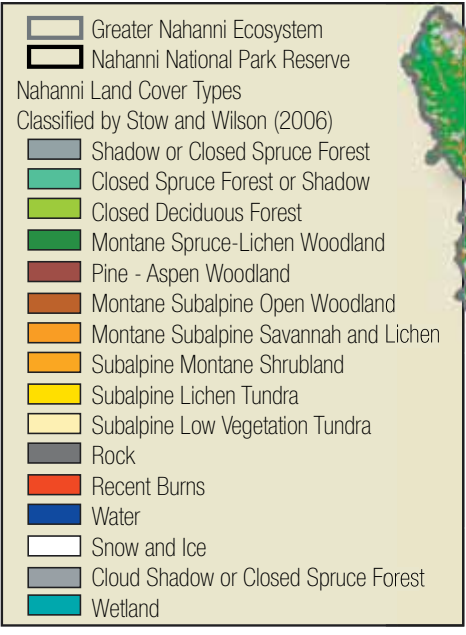 Greater Nahanni Ecosystem
Nahanni National Park Reserve
Nahanni Land Cover Types
Classified by Stow and Wilson (2006)
Shadow or Closed Spruce Forest
Closed Spruce Forest or Shadow
Closed Deciduous Forest
Montane Spruce-Lichen Woodland
Pine - Aspen Woodland
Montane Subalpine Open Woodland
Montane Subalpine Savannah and Lichen
Subalpine Montane Shrubland
Subalpine Lichen Tundra
Subalpine Low Vegetation Tundra
Rock
Recent Burns
Water
Snow and Ice
Cloud Shadow or Closed Spruce Forest
Wetland